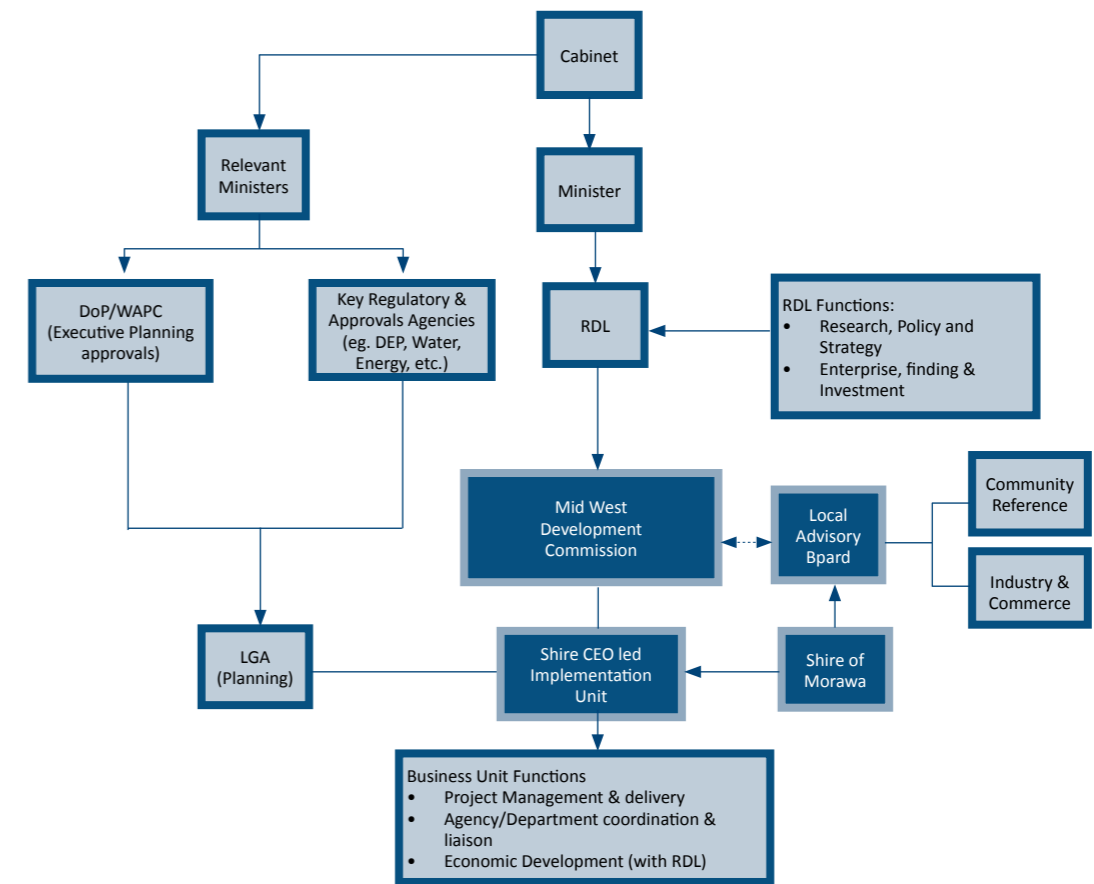 Cabinet
Relevant
Ministers
Minister
DoP/WAPC
(Executive Planning
approvals)
Key Regulatory &
Approvals Agencies
(eg. DEP, Water,
Energy, etc.)
RDL
RDL Functions:
• Research, Policy and
Strategy
• Enterprise, finding &
Investment
Mid West
Development
Commission
Local
Advisory
Bpard
Community
Reference
Industry &
Commerce
LGA
(Planning)
Shire CEO led
Implementation
Unit
Shire of
Morawa
Business Unit Functions
• Project Management & delivery
• Agency/Department coordination &
liaison
• Economic Development (with RDL)